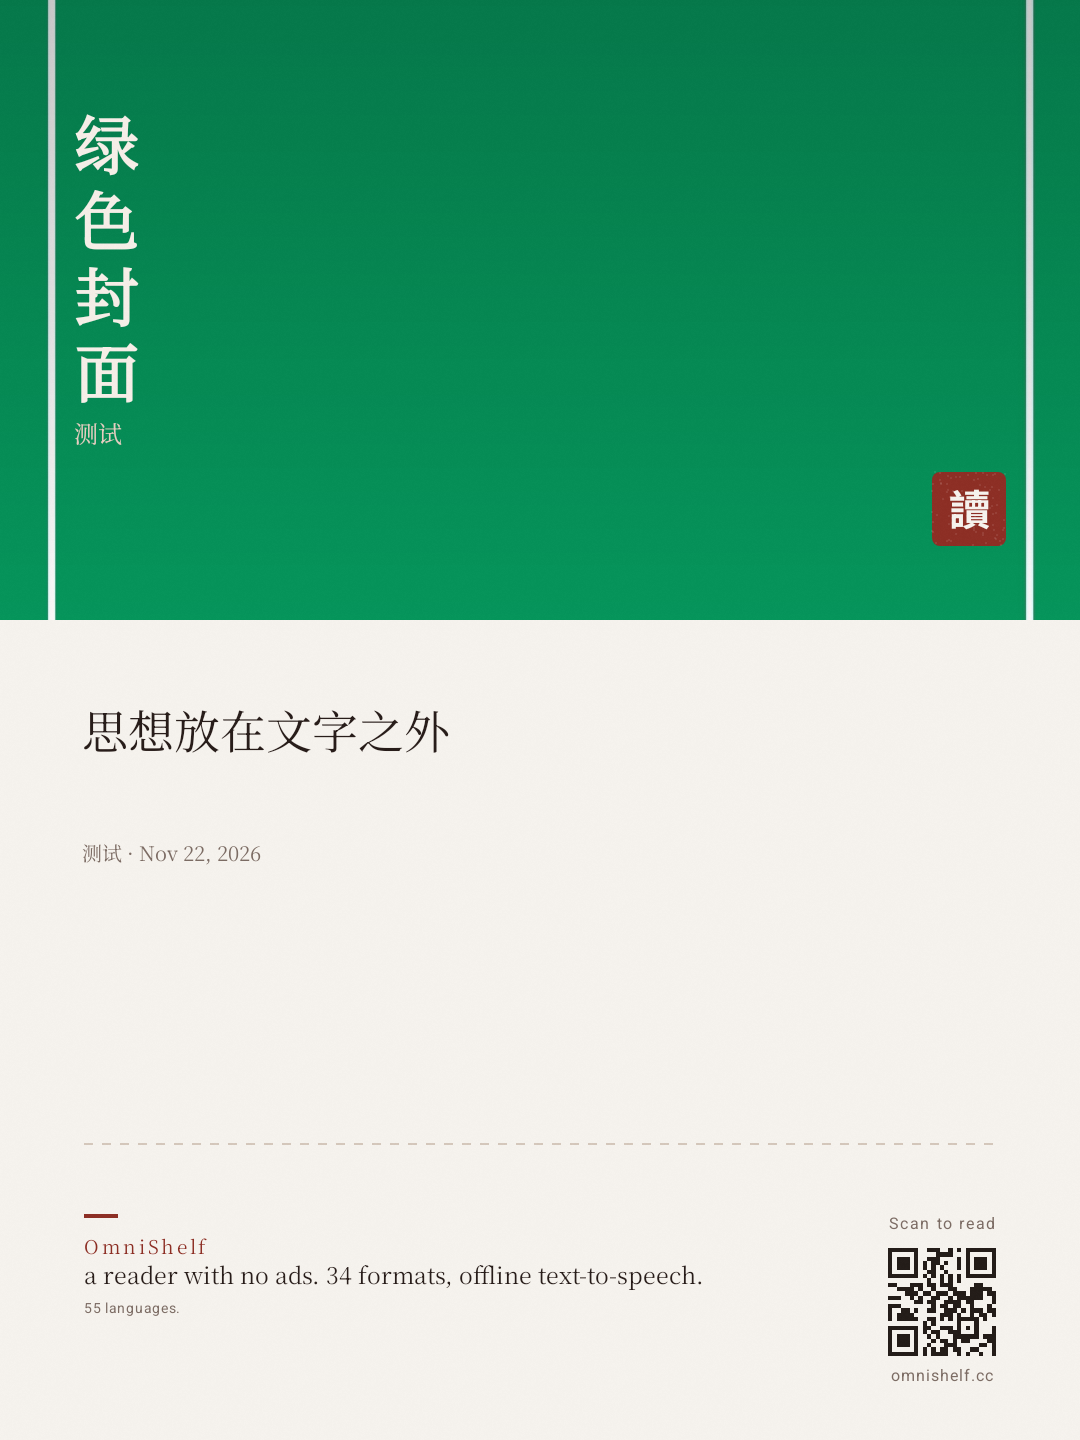 绿色封面
测试
讀
思想放在文字之外
测试 · Nov 22, 2026
OmniShelf
a reader with no ads. 34 formats, offline text-to-speech.
55 languages.
Scan to read
omnishelf.cc